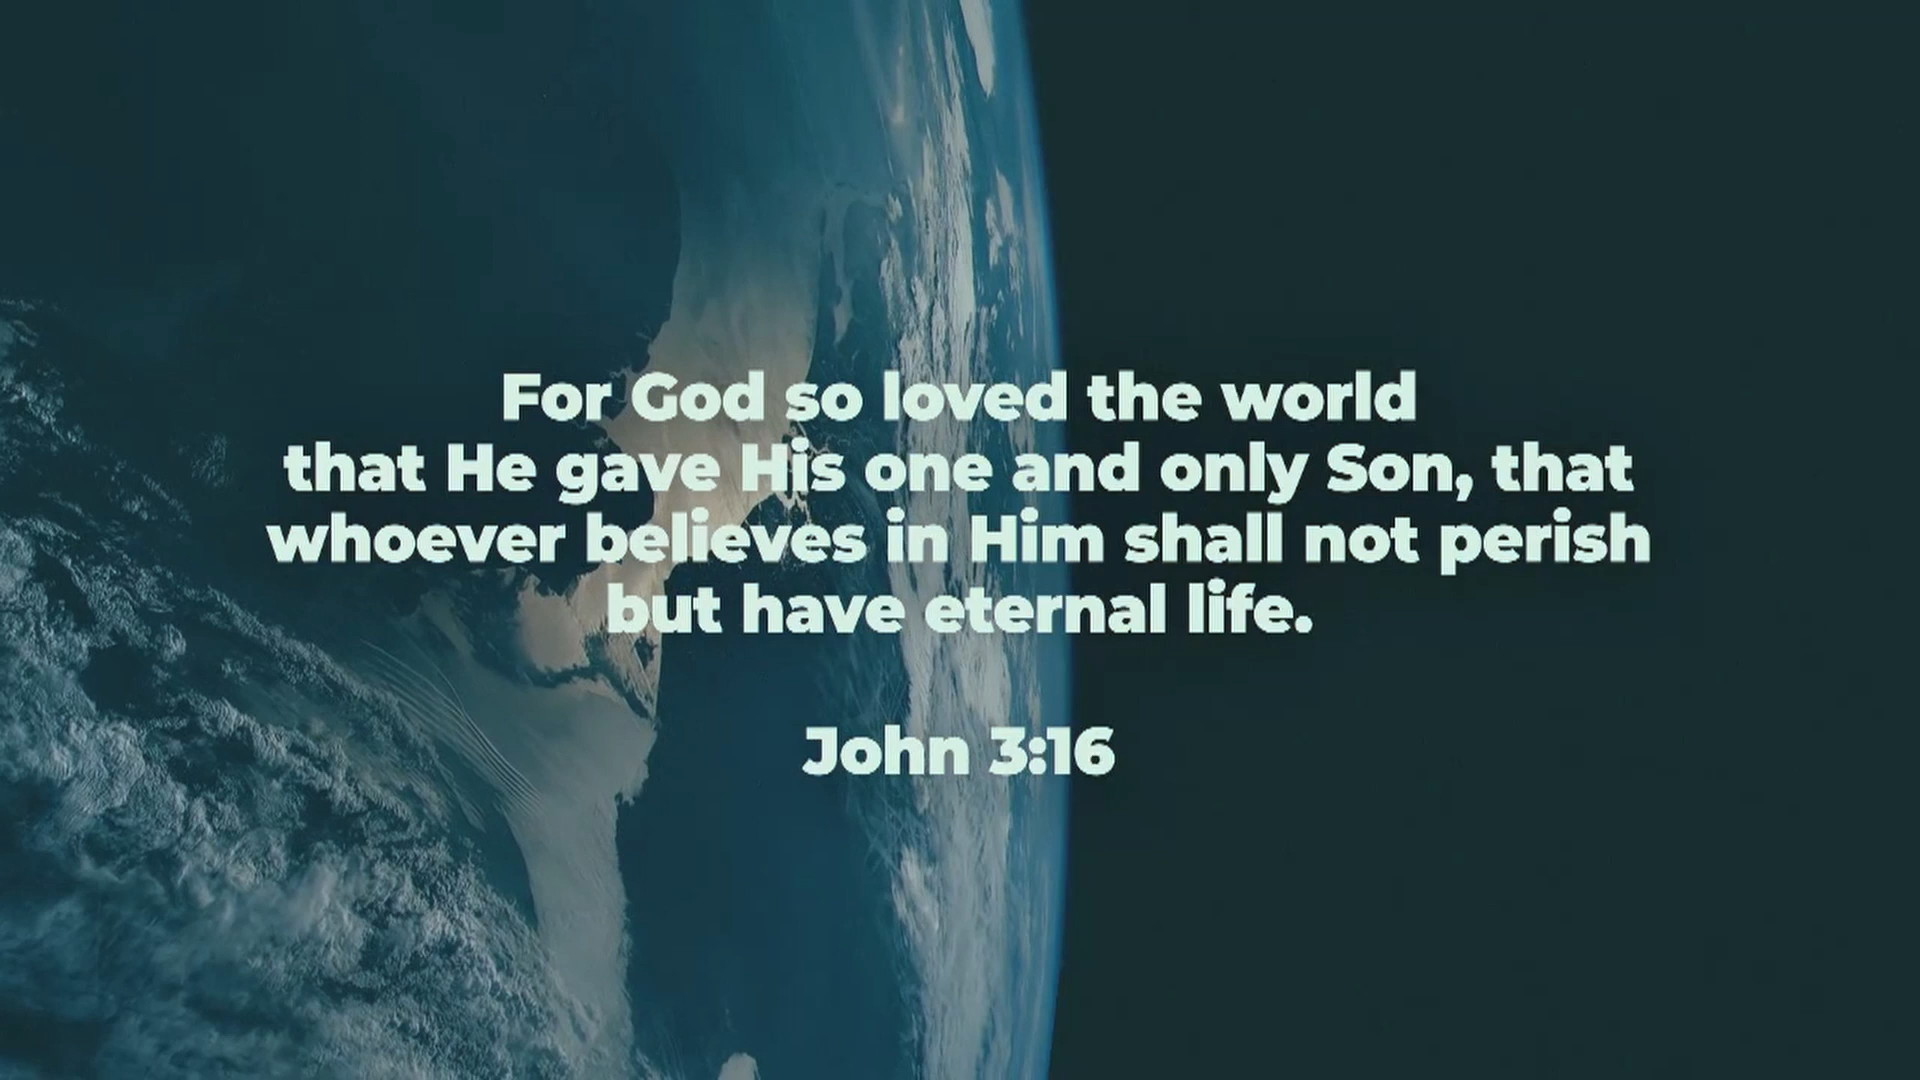 For God so loved the world
that He gave His one and only Son, that
whoever believes in Him shall not perish
but have eternal life.
John 3:16